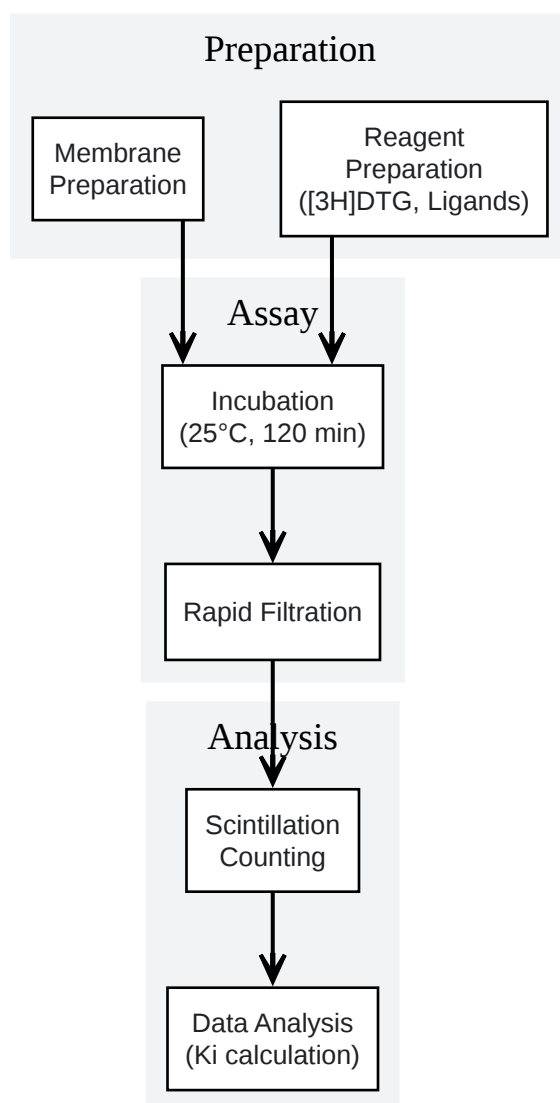 Preparation
Membrane
Preparation
Reagent
Preparation
([3H]DTG, Ligands)
Assay
Incubation
(25°C, 120 min)
Rapid Filtration
Analysis
Scintillation
Counting
Data Analysis
(Ki calculation)